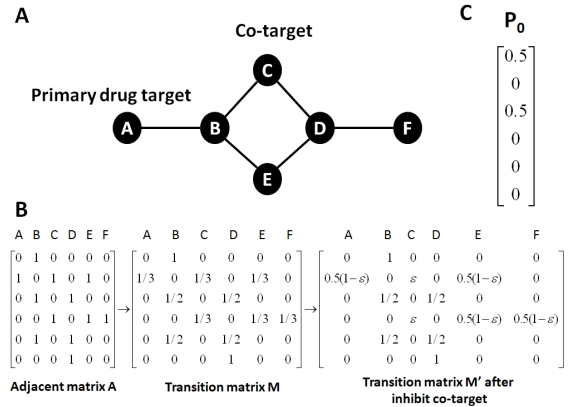 A
Co-target
C
P0
Primary drug target
A B C D E F
0.5
0
0.5
0
0
0
B
A B C D E F
A B C D E F
A B C D E F
0 1 0 0 0 0
1 0 1 0 1 0
0 1 0 1 0 0
0 0 1 0 1 1
0 1 0 1 0 0
0 0 0 1 0 0
→
0 1 0 0 0 0
1/3 0 1/3 0 1/3 0
0 1/2 0 1/2 0 0
0 0 1/3 0 1/3 1/3
0 1/2 0 1/2 0 0
0 0 0 1 0 0
→
0 1 0 0 0 0
0.5(1−ε) 0 ε 0 0.5(1−ε) 0
0 1/2 0 1/2 0 0
0 0 ε 0 0.5(1−ε) 0.5(1−ε)
0 1/2 0 1/2 0 0
0 0 0 1 0 0
Adjacent matrix A
Transition matrix M
Transition matrix M’ after
inhibit co-target